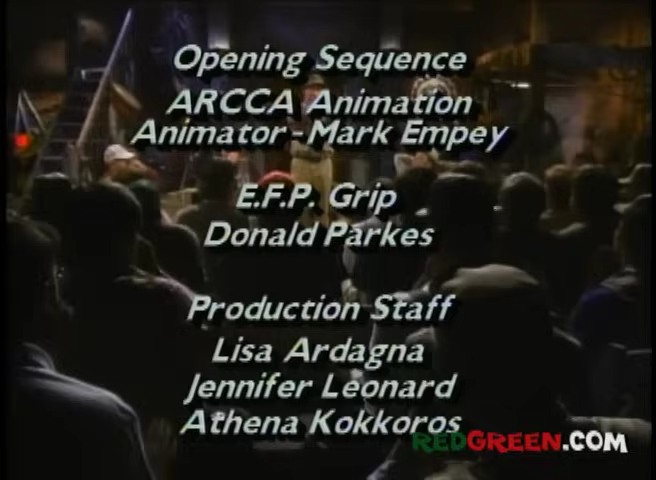 Opening Sequence
ARCCA Animation
Animator-Mark Empey
E.F.P. Grip
Donald Parkes
Production Staff
Lisa Ardagna
Jennifer Leonard
Athena Kokkoros
REDGREEN.COM